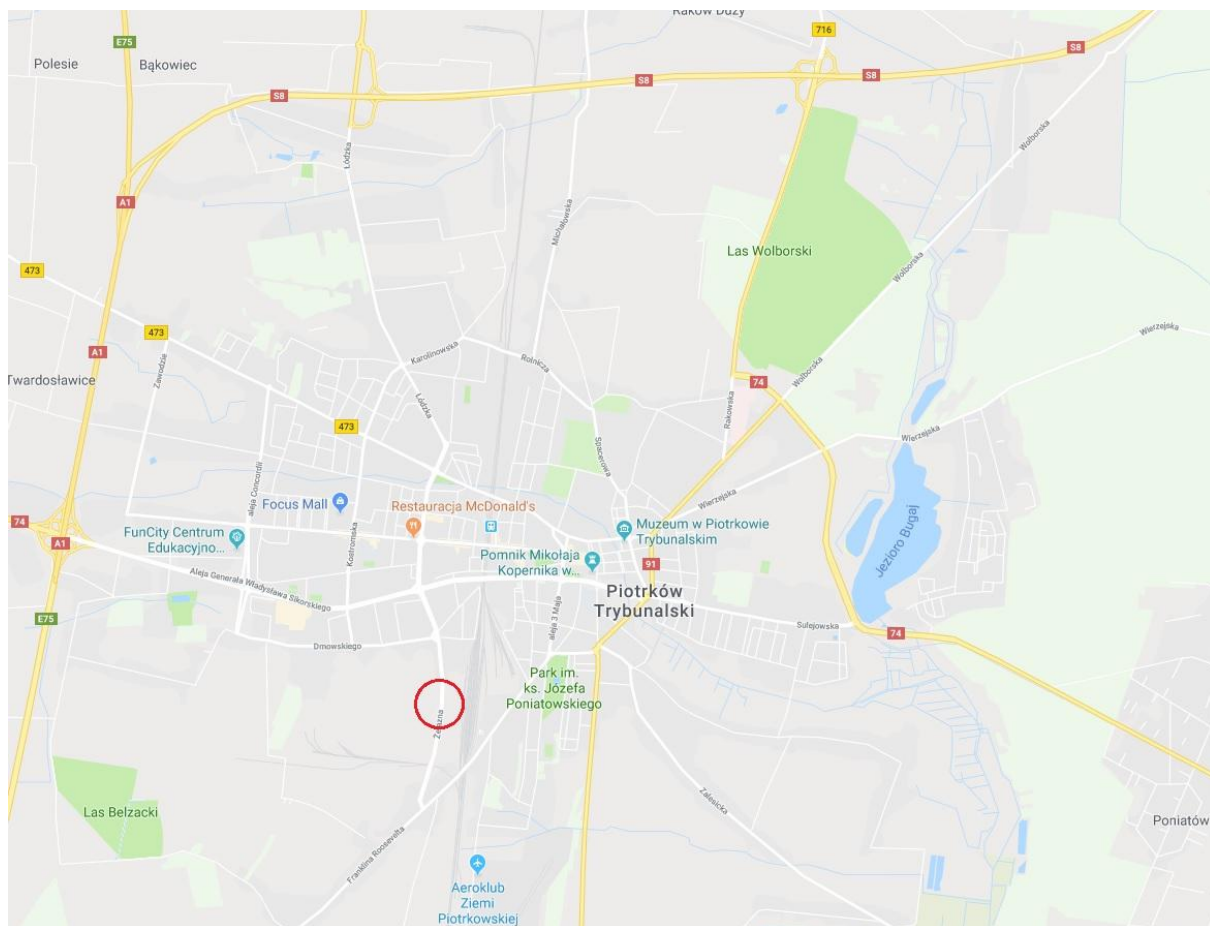 Raków Duży
716
E75
Polesie
Bąkowiec
S8
S8
S8
S8
Łódzka
Wolborska
A1
Michałowska
Las Wolborski
Wolborska
473
473
Wierzejska
A1
Zawodzie
Karolinowska
Rolnicza
Twardosławice
74
Wolborska
Łódzka
Rakowska
473
Spacerowa
Wierzejska
aleja Concordii
Wierzejska
Focus Mall
Restauracja McDonald's
74
FunCity Centrum
Edukacyjno...
Kostromska
Muzeum w Piotrkowie
Trybunalskim
A1
Pomnik Mikołaja
Kopernika w...
91
Jezioro Bugaj
Aleja Generała Władysława Sikorskiego
Piotrków
Trybunalski
E75
aleja 3 Maja
Sulejowska
74
Dmowskiego
Park im.
ks. Józefa
Poniatowskiego
Żelazna
Zalesicka
Las Belzacki
Poniatów
Franklina Roosevelta
Aeroklub
Ziemi
Piotrkowskiej